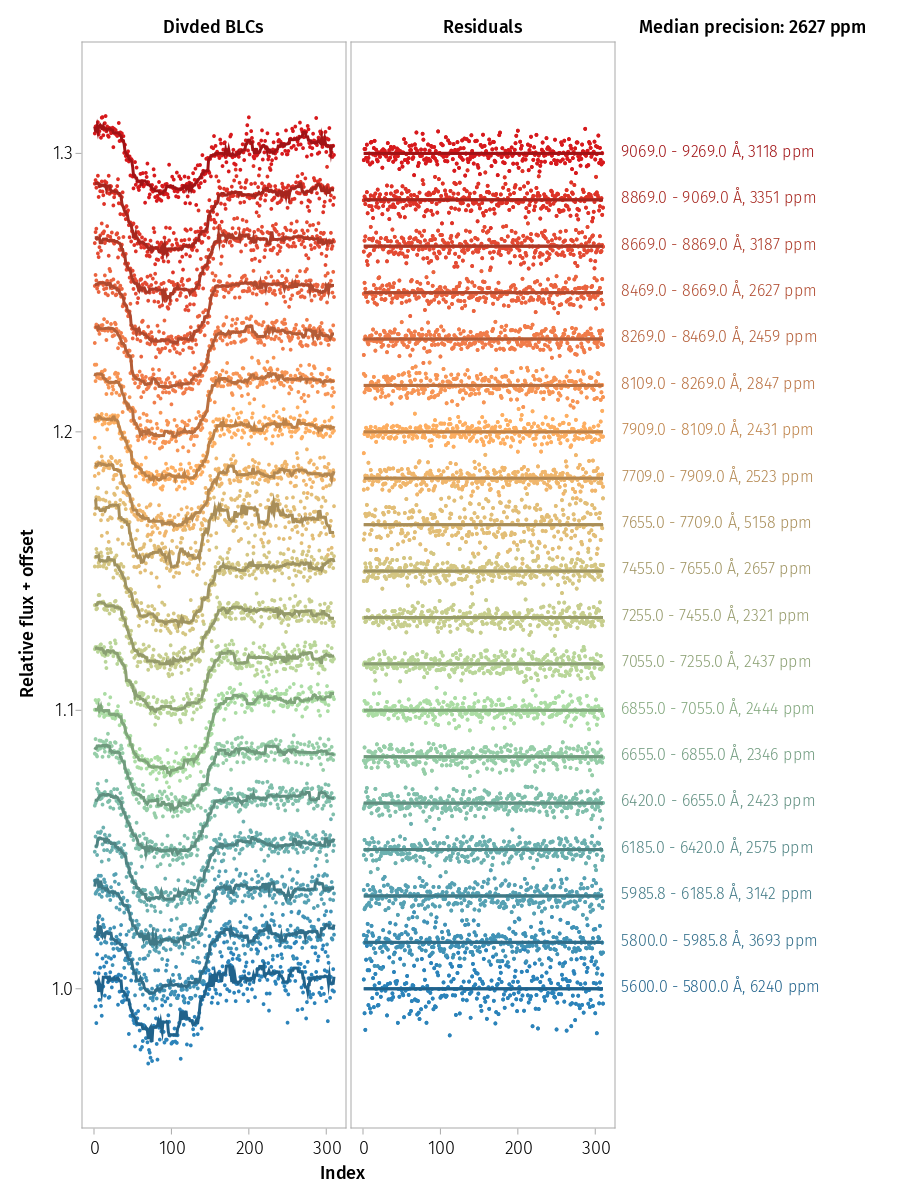 Divded BLCs
Residuals
Median precision: 2627 ppm
1.3
1.2
1.1
1.0
Relative flux + offset
9069.0 - 9269.0 Å, 3118 ppm
8869.0 - 9069.0 Å, 3351 ppm
8669.0 - 8869.0 Å, 3187 ppm
8469.0 - 8669.0 Å, 2627 ppm
8269.0 - 8469.0 Å, 2459 ppm
8109.0 - 8269.0 Å, 2847 ppm
7909.0 - 8109.0 Å, 2431 ppm
7709.0 - 7909.0 Å, 2523 ppm
7655.0 - 7709.0 Å, 5158 ppm
7455.0 - 7655.0 Å, 2657 ppm
7255.0 - 7455.0 Å, 2321 ppm
7055.0 - 7255.0 Å, 2437 ppm
6855.0 - 7055.0 Å, 2444 ppm
6655.0 - 6855.0 Å, 2346 ppm
6420.0 - 6655.0 Å, 2423 ppm
6185.0 - 6420.0 Å, 2575 ppm
5985.8 - 6185.8 Å, 3142 ppm
5800.0 - 5985.8 Å, 3693 ppm
5600.0 - 5800.0 Å, 6240 ppm
0 100 200 300
0 100 200 300
Index